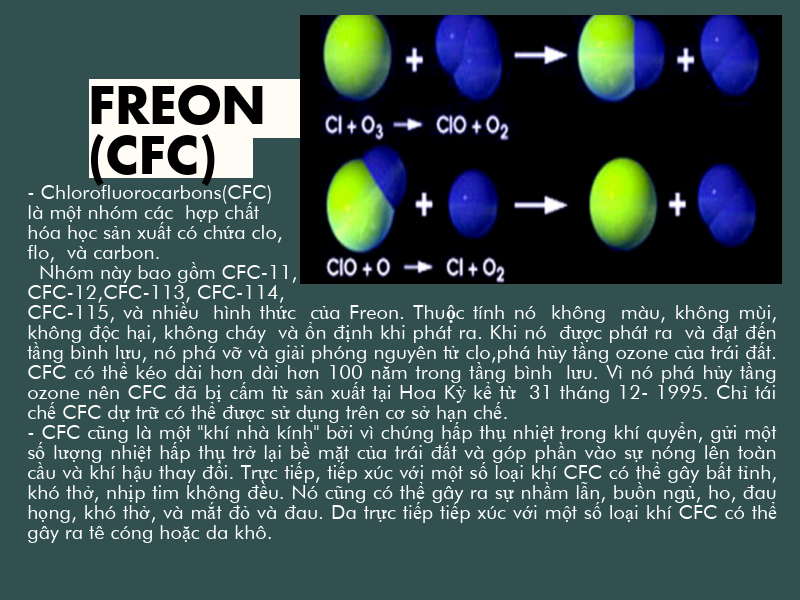 FREON
(CFC)
Cl + O3 → ClO + O2
ClO + O → Cl + O2
- Chlorofluorocarbons(CFC)
là một nhóm các hợp chất
hóa học sản xuất có chứa clo,
flo, và carbon.
Nhóm này bao gồm CFC-11,
CFC-12,CFC-113, CFC-114,
CFC-115, và nhiều hình thức của Freon. Thuộc tính nó không màu, không mùi,
không độc hại, không cháy và ổn định khi phát ra. Khi nó được phát ra và đạt đến
tầng bình lưu, nó phá vỡ và giải phóng nguyên tử clo,phá hủy tầng ozone của trái đất.
CFC có thể kéo dài hơn dài hơn 100 năm trong tầng bình lưu. Vì nó phá hủy tầng
ozone nên CFC đã bị cấm từ sản xuất tại Hoa Kỳ kể từ 31 tháng 12- 1995. Chỉ tái
chế CFC dự trữ có thể được sử dụng trên cơ sở hạn chế.
- CFC cũng là một "khí nhà kính" bởi vì chúng hấp thụ nhiệt trong khí quyển, gửi một
số lượng nhiệt hấp thụ trở lại bề mặt của trái đất và góp phần vào sự nóng lên toàn
cầu và khí hậu thay đổi. Trực tiếp, tiếp xúc với một số loại khí CFC có thể gây bất tỉnh,
khó thở, nhịp tim không đều. Nó cũng có thể gây ra sự nhầm lẫn, buồn ngủ, ho, đau
họng, khó thở, và mắt đỏ và đau. Da trực tiếp tiếp xúc với một số loại khí CFC có thể
gây ra tê cóng hoặc da khô.